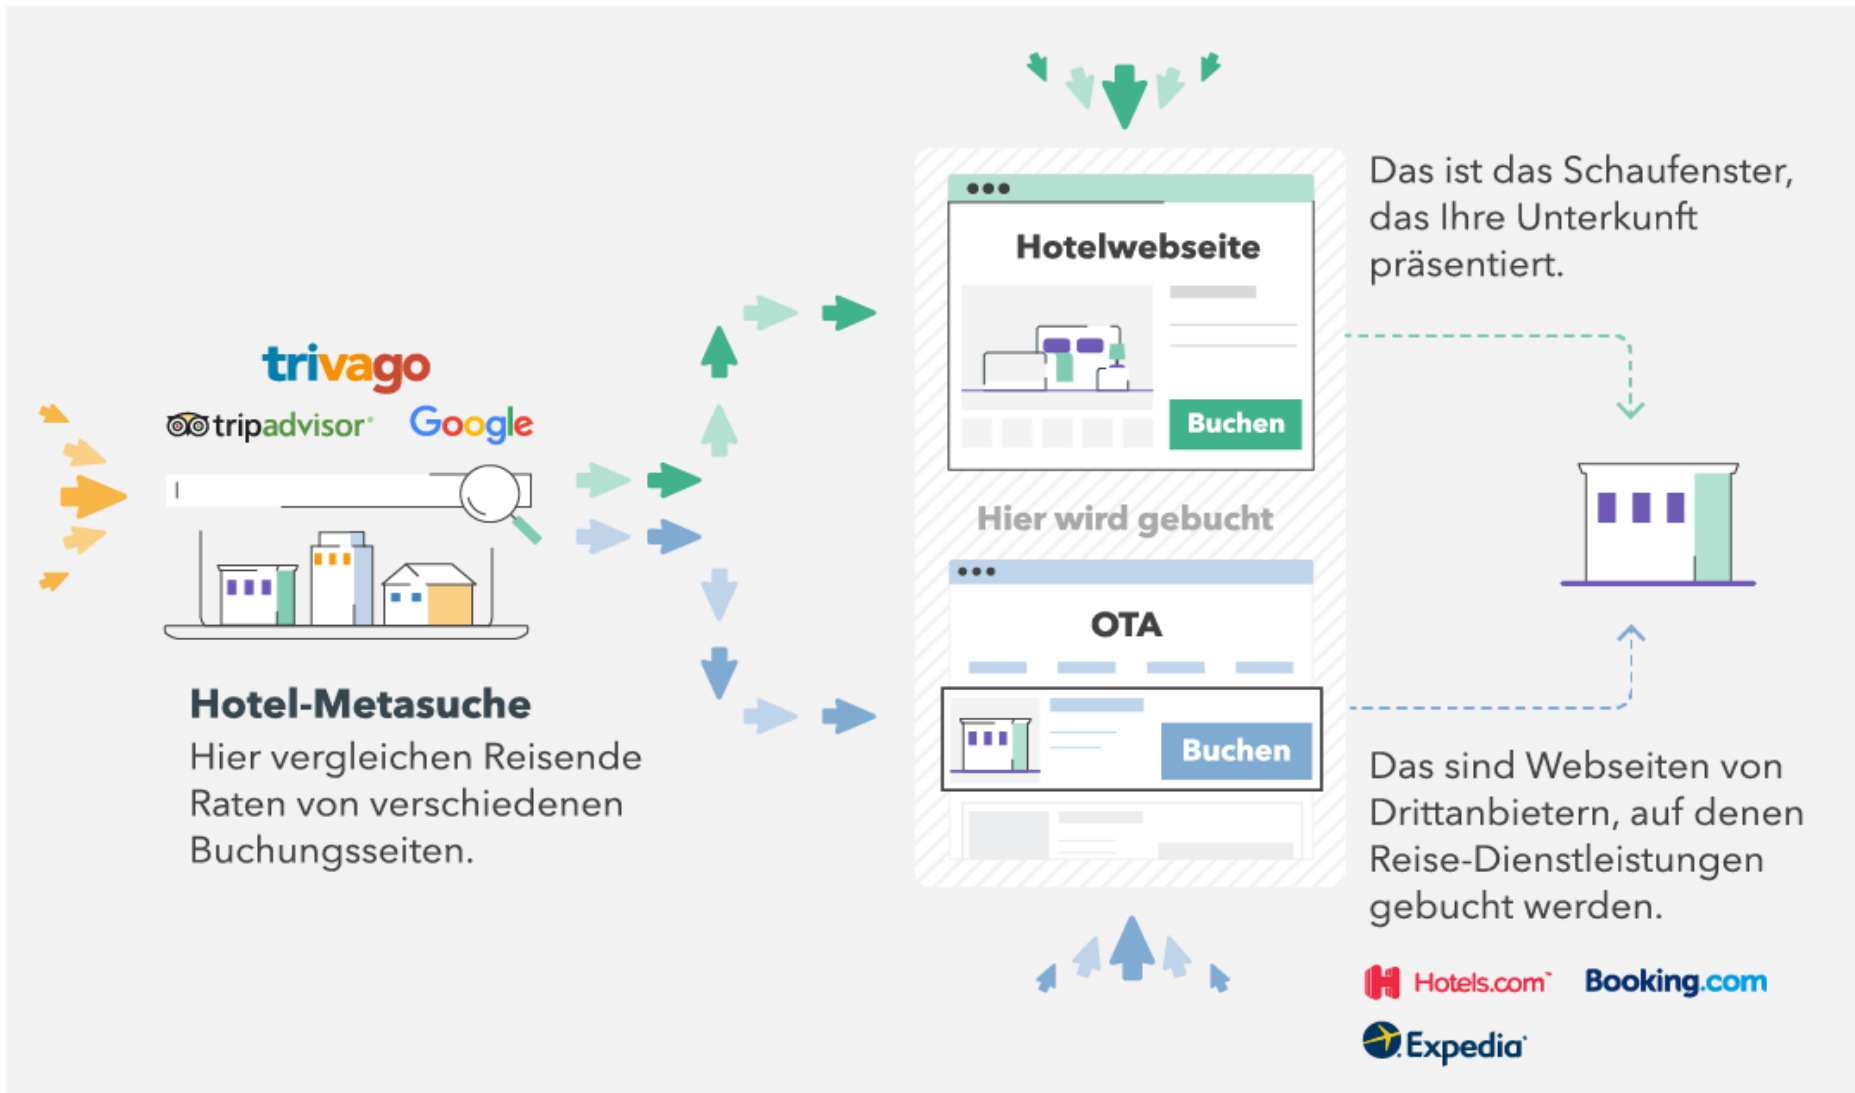 trivago
tripadvisor®
Google
Hotel-Metasuche
Hier vergleichen Reisende
Raten von verschiedenen
Buchungsseiten.
Hotelwebseite
Buchen
Hier wird gebucht
OTA
Buchen
Das ist das Schaufenster,
das Ihre Unterkunft
präsentiert.
Das sind Webseiten von
Drittanbietern, auf denen
Reise-Dienstleistungen
gebucht werden.
Hotels.com™
Booking.com
Expedia®